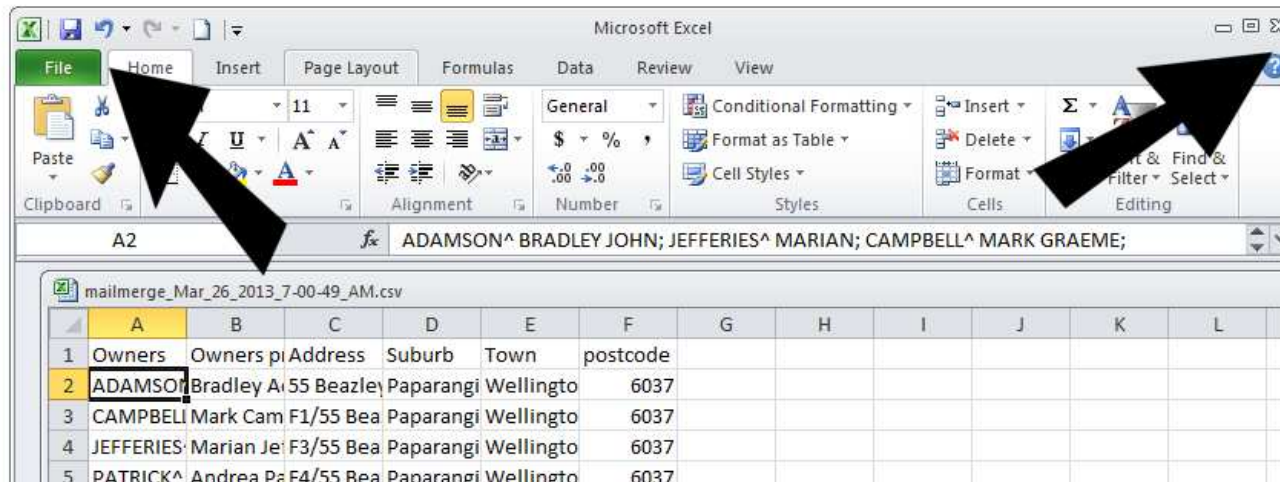 Microsoft Excel
File Home Insert Page Layout Formulas Data Review View
11 General Conditional Formatting Insert Σ
U A A $ % , Format as Table Delete
Paste A Cell Styles Format & Find &
Filter Select
Clipboard Alignment Number Styles Cells Editing
A2 fx ADAMSON^ BRADLEY JOHN; JEFFERIES^ MARIAN; CAMPBELL^ MARK GRAEME;
mailmerge_Mar_26_2013_7-00-49_AM.csv
A B C D E F G H I J K L
1 Owners Owners pr Address Suburb Town postcode
2 ADAMSON Bradley A 55 Beazley Paparangi Wellingto 6037
3 CAMPBELL Mark Cam F1/55 Bea Paparangi Wellingto 6037
4 JEFFERIES^ Marian Jef F3/55 Bea Paparangi Wellingto 6037
5 PATRICK^ Andrea Pa F4/55 Bea Paparangi Wellingto 6037